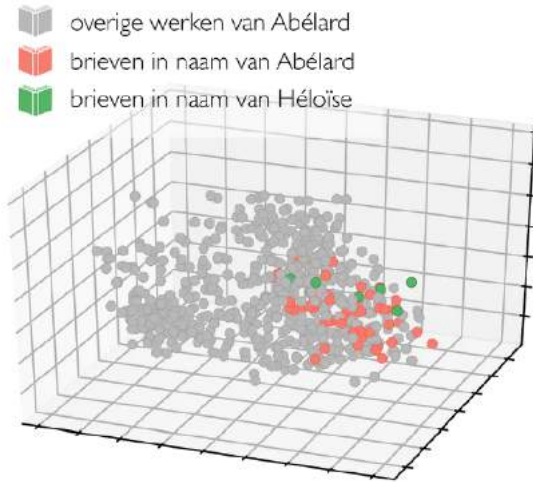 overige werken van Abélard
brieven in naam van Abélard
brieven in naam van Héloïse